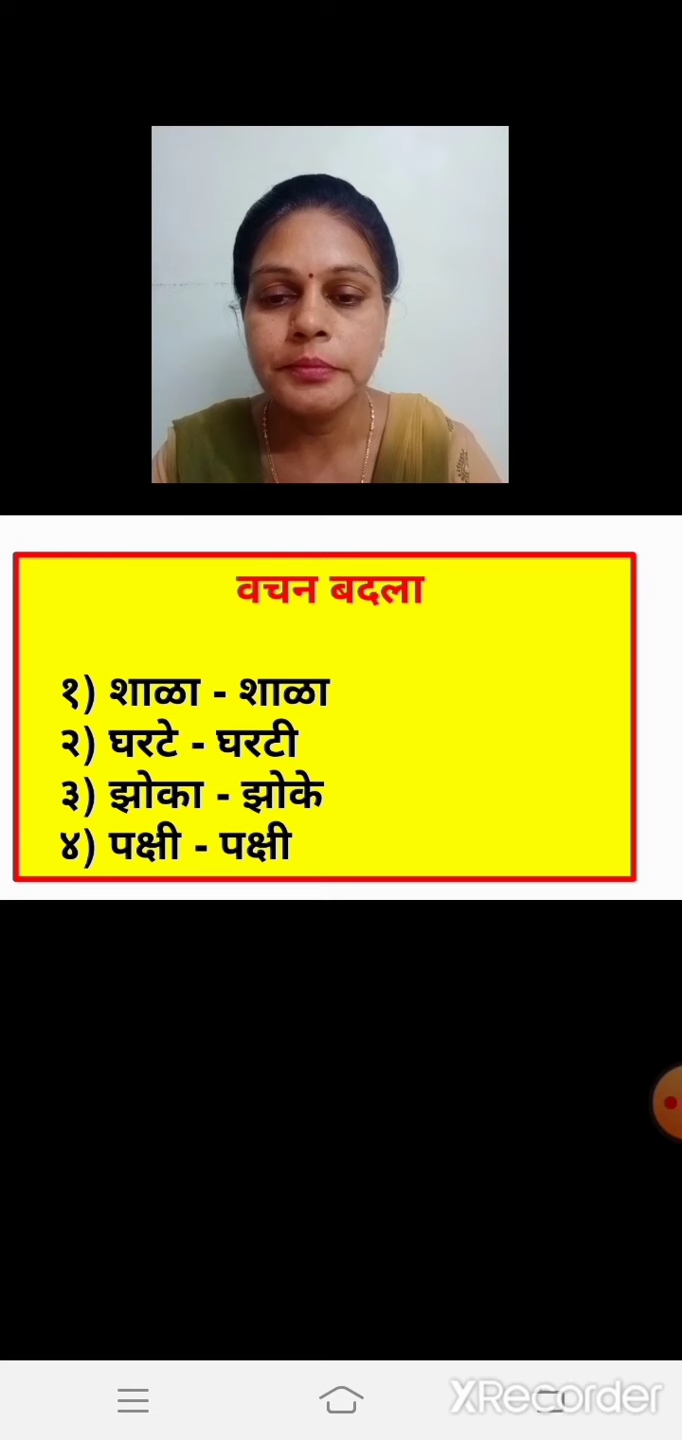 वचन बदला
१) शाळा - शाळा
२) घरटे - घरटी
३) झोका - झोके
४) पक्षी - पक्षी
XRecorder